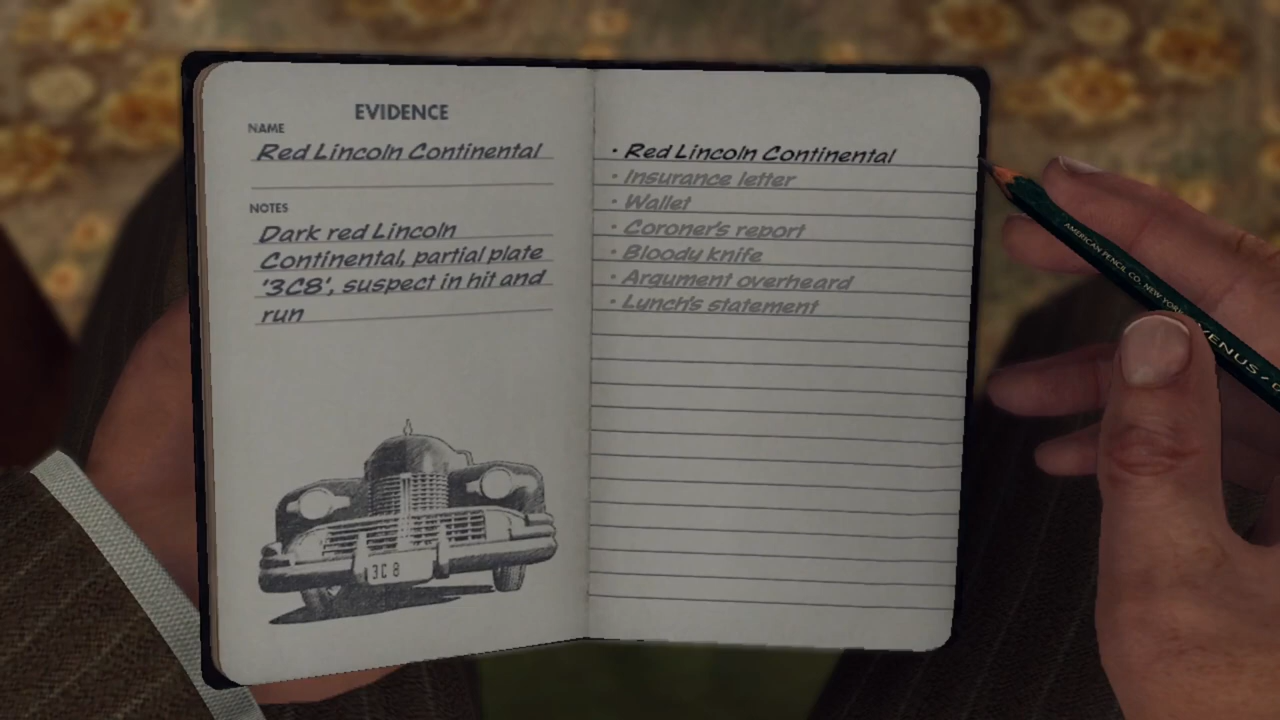 EVIDENCE
NAME
Red Lincoln Continental
NOTES
Dark red Lincoln
Continental, partial plate
'3C8', suspect in hit and
run
3C 8
· Red Lincoln Continental
· Insurance letter
· Wallet
· Coroner's report
· Bloody knife
· Argument overheard
· Lynch's statement
AMERICAN PENCIL CO. NEW YORK
VENUS